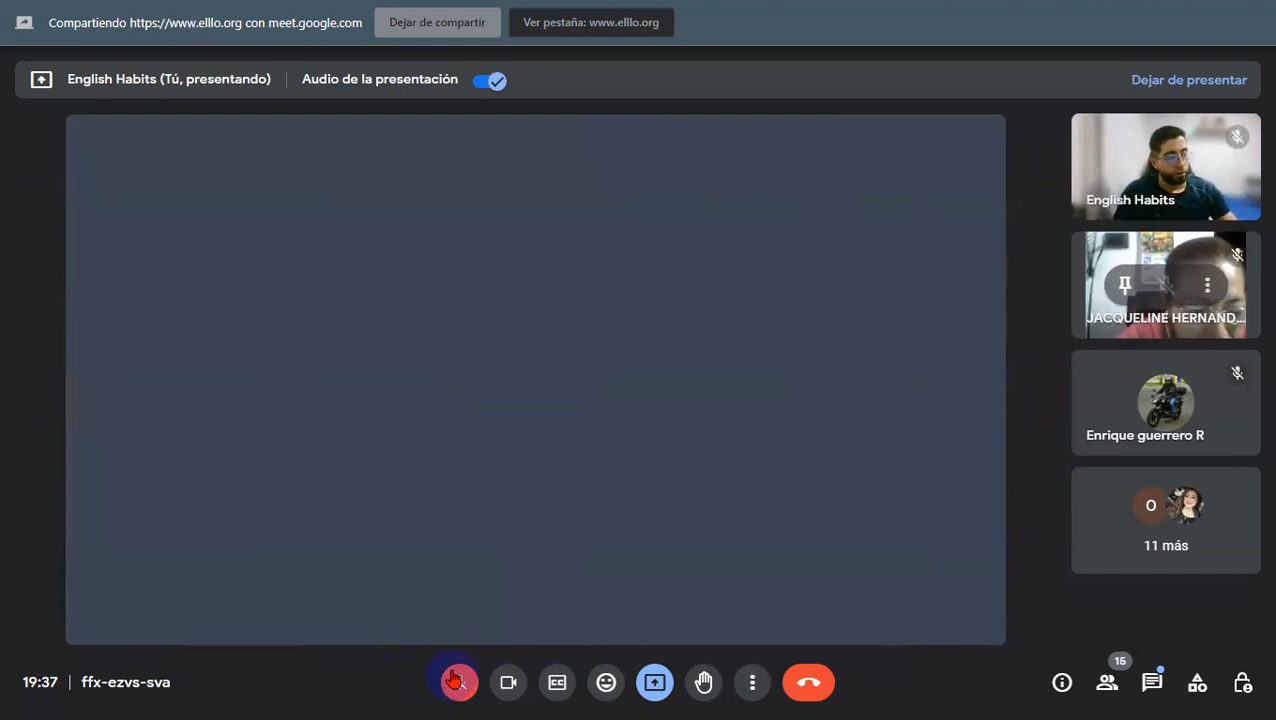 Compartiendo https://www.elllo.org con meet.google.com
Dejar de compartir
Ver pestaña: www.elllo.org
English Habits (Tú, presentando)
Audio de la presentación
Dejar de presentar
English Habits
JACQUELINE HERNAND...
Enrique guerrero R
O
11 más
19:37
ffx-ezvs-sva
CC
15